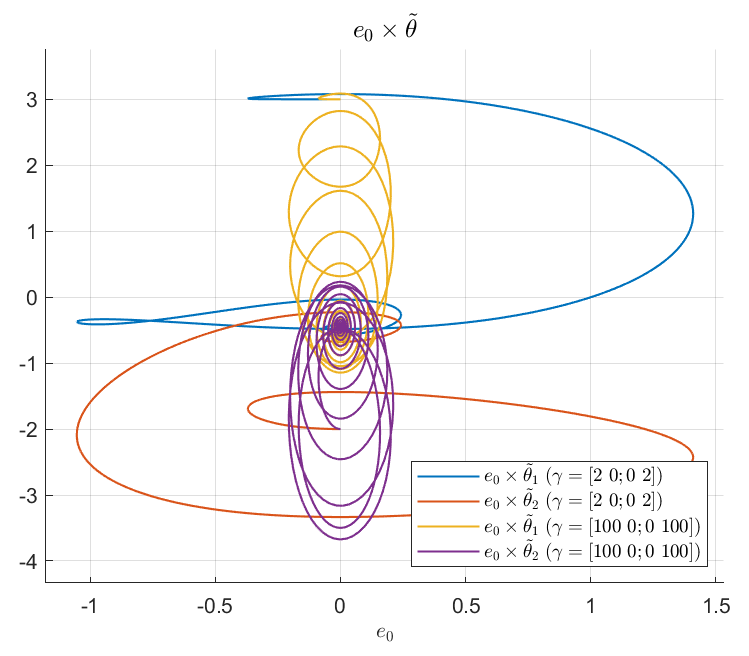 e₀ × θ̃
3
2
1
0
-1
-2
-3
-4
e₀ × θ̃₁ (γ = [2 0; 0 2])
e₀ × θ̃₂ (γ = [2 0; 0 2])
e₀ × θ̃₁ (γ = [100 0; 0 100])
e₀ × θ̃₂ (γ = [100 0; 0 100])
-1 -0.5 0 0.5 1 1.5
e₀